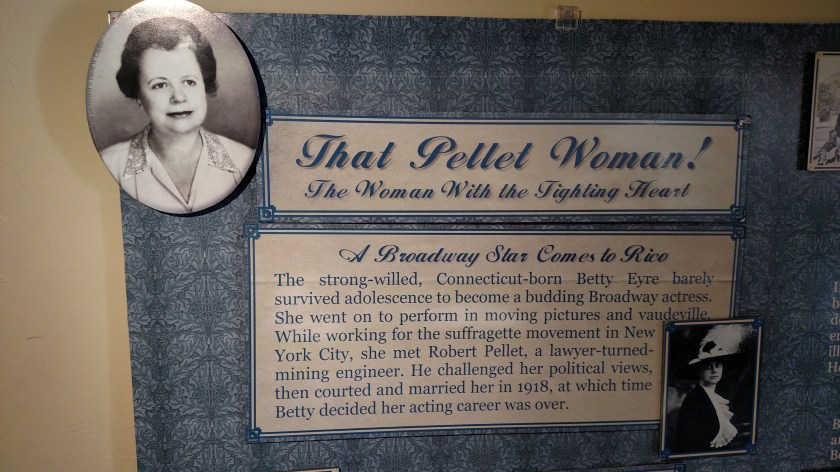 That Pellet Woman!
The Woman With the Fighting Heart
A Broadway Star Comes to Rico
The strong-willed, Connecticut-born Betty Eyre barely
survived adolescence to become a budding Broadway actress.
She went on to perform in moving pictures and vaudeville.
While working for the suffragette movement in New
York City, she met Robert Pellet, a lawyer-turned-
mining engineer. He challenged her political views,
then courted and married her in 1918, at which time
Betty decided her acting career was over.